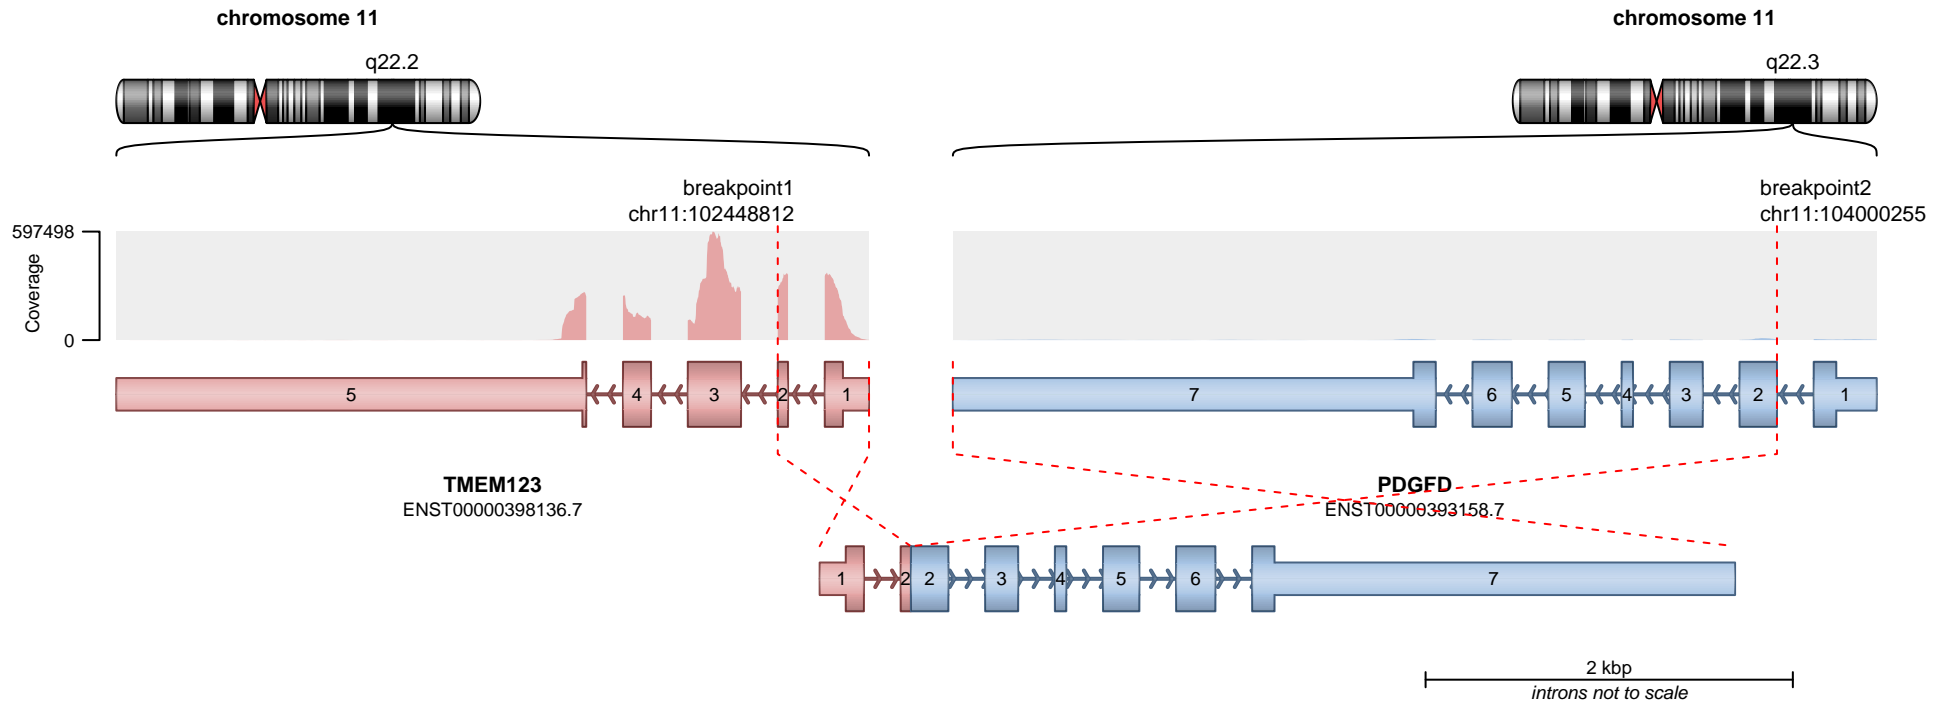 chromosome 11
chromosome 11
q22.2
q22.3
breakpoint1
chr11:102448812
breakpoint2
chr11:104000255
597498
Coverage
0
5
4
3
2
1
7
6
5
4
3
2
1
TMEM123
ENST00000398136.7
PDGFD
ENST00000393158.7
1
2
2
3
4
5
6
7
2 kbp
introns not to scale